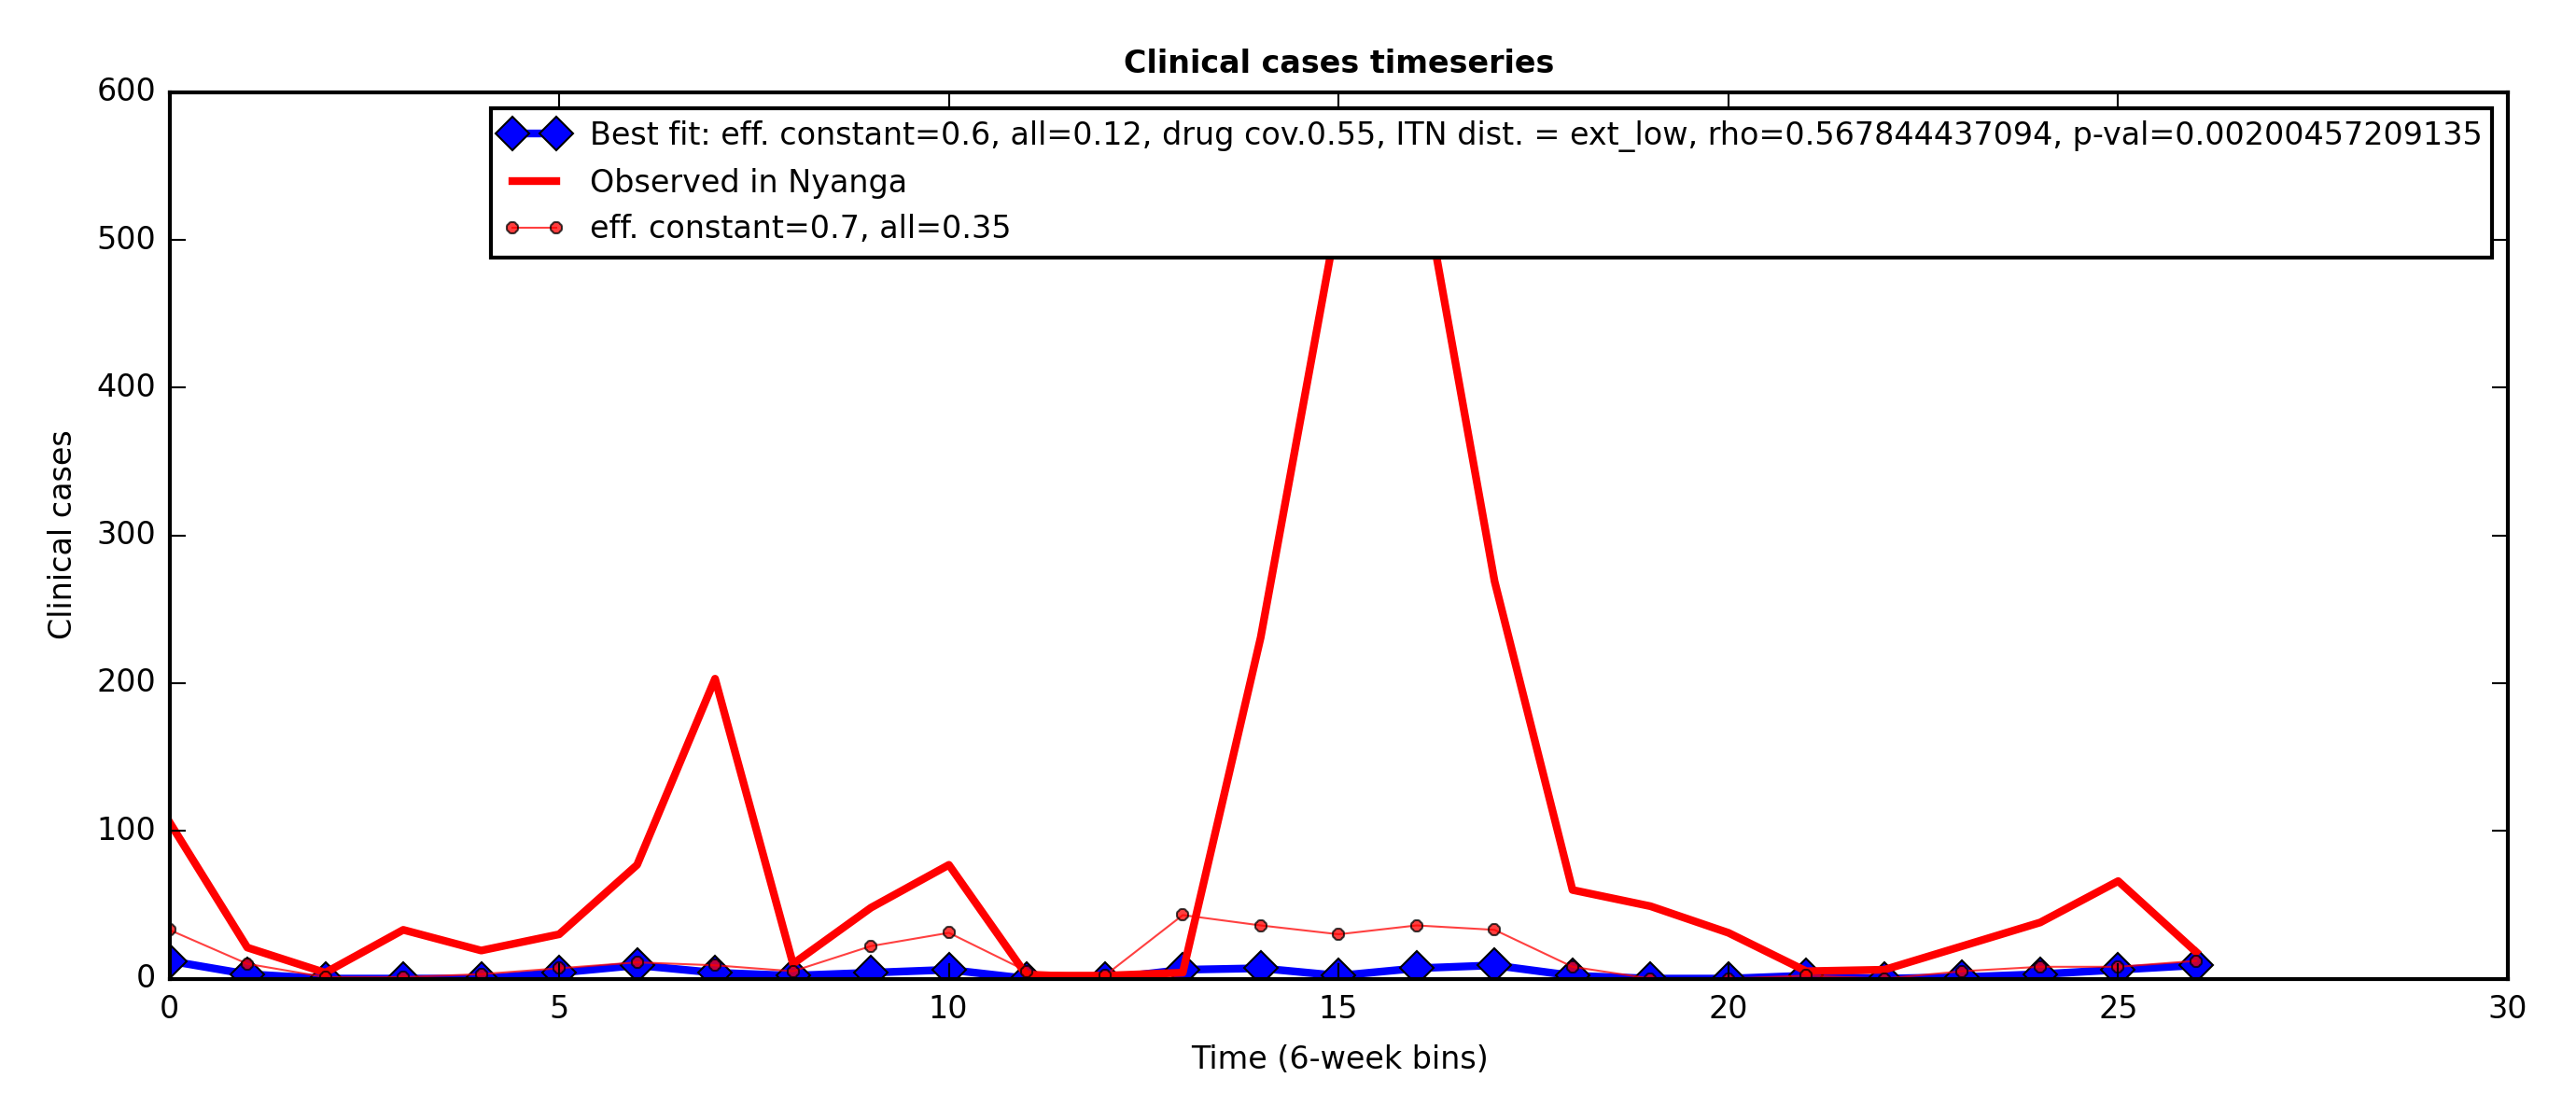 Clinical cases timeseries
600
500
400
300
200
100
0
Clinical cases
Best fit: eff. constant=0.6, all=0.12, drug cov.0.55, ITN dist. = ext_low, rho=0.567844437094, p-val=0.00200457209135
Observed in Nyanga
eff. constant=0.7, all=0.35
0 5 10 15 20 25 30
Time (6-week bins)